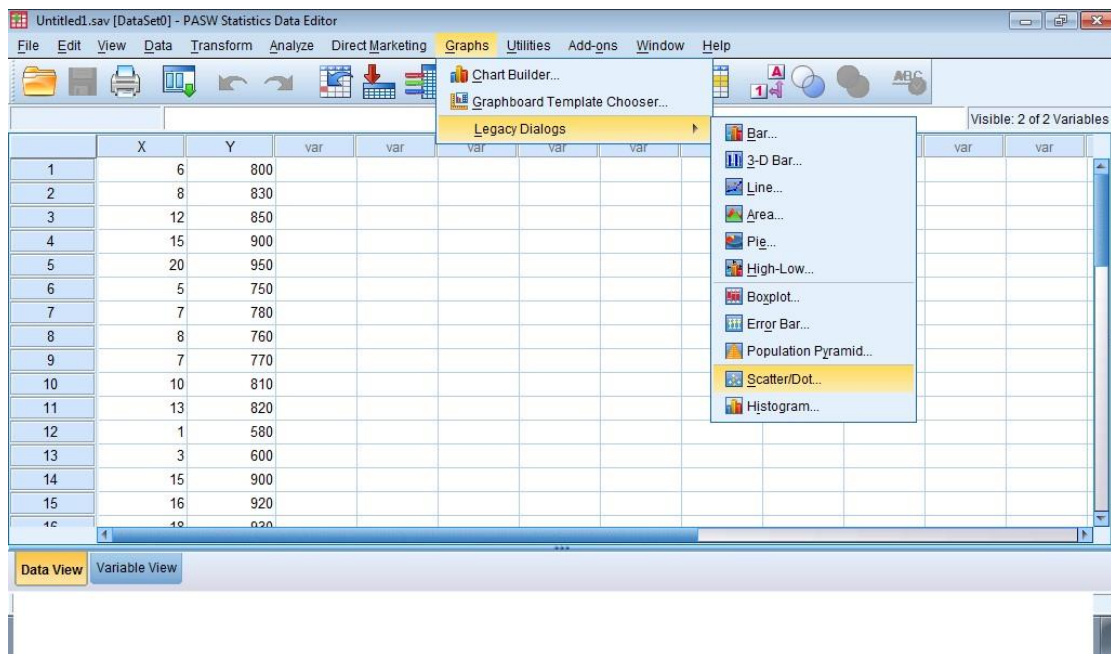 Untitled1.sav [DataSet0] - PASW Statistics Data Editor
File Edit View Data Transform Analyze Direct Marketing Graphs Utilities Add-ons Window Help
Chart Builder...
Graphboard Template Chooser...
Legacy Dialogs
Bar...
3-D Bar...
Line...
Area...
Pie...
High-Low...
Boxplot...
Error Bar...
Population Pyramid...
Scatter/Dot...
Histogram...
A
1
ABC
Visible: 2 of 2 Variables
X Y var var var var var var var
1 6 800
2 8 830
3 12 850
4 15 900
5 20 950
6 5 750
7 7 780
8 8 760
9 7 770
10 10 810
11 13 820
12 1 580
13 3 600
14 15 900
15 16 920
16 18 930
Data View Variable View